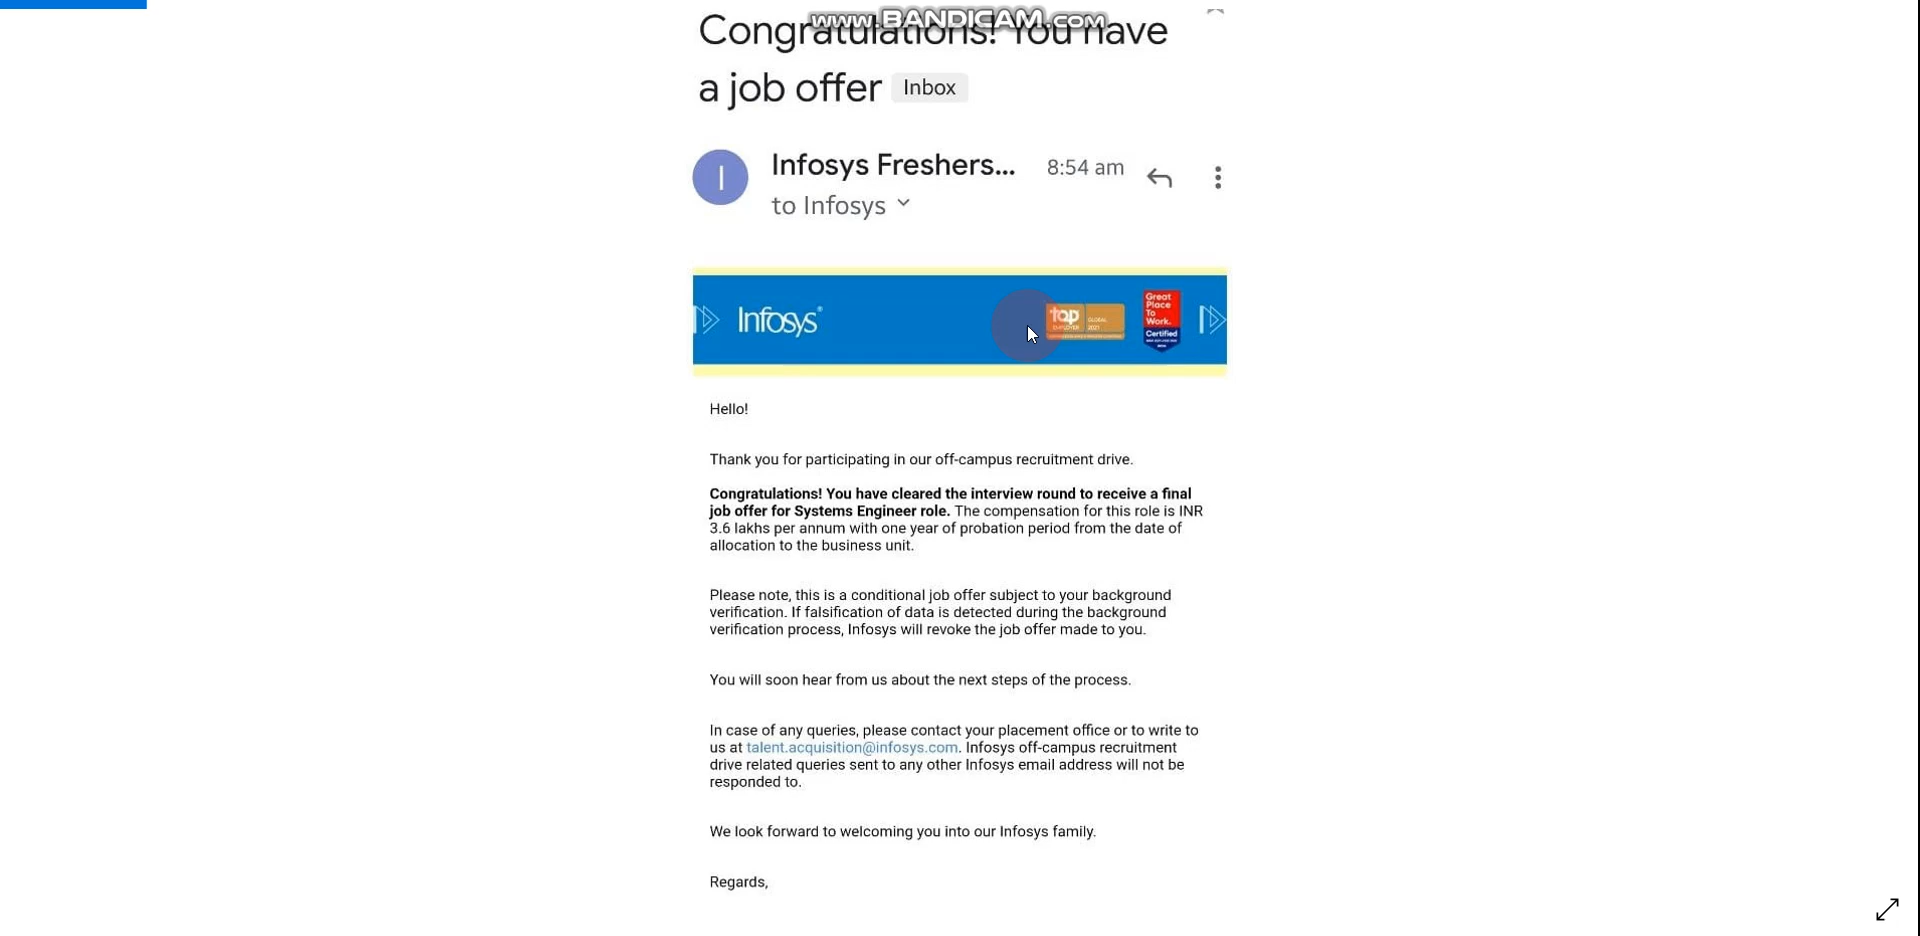 www.BANDICAM.com
Congratulations! You have
a job offer Inbox
I
Infosys Freshers... 8:54 am
to Infosys
Infosys®
top GLOBAL
EMPLOYER 2021
Great
Place
To
Work.
Certified
Hello!
Thank you for participating in our off-campus recruitment drive.
Congratulations! You have cleared the interview round to receive a final
job offer for Systems Engineer role. The compensation for this role is INR
3.6 lakhs per annum with one year of probation period from the date of
allocation to the business unit.
Please note, this is a conditional job offer subject to your background
verification. If falsification of data is detected during the background
verification process, Infosys will revoke the job offer made to you.
You will soon hear from us about the next steps of the process.
In case of any queries, please contact your placement office or to write to
us at talent.acquisition@infosys.com. Infosys off-campus recruitment
drive related queries sent to any other Infosys email address will not be
responded to.
We look forward to welcoming you into our Infosys family.
Regards,